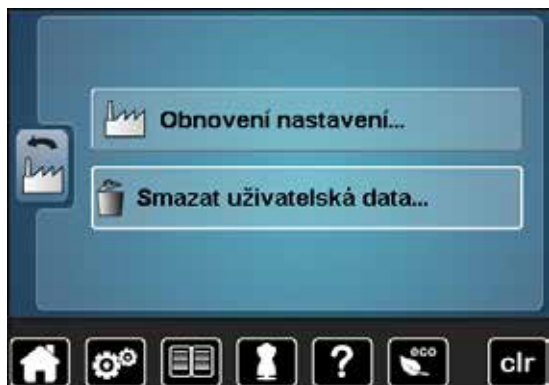 Obnovení nastavení...
Smazat uživatelská data...
?
eco
clr